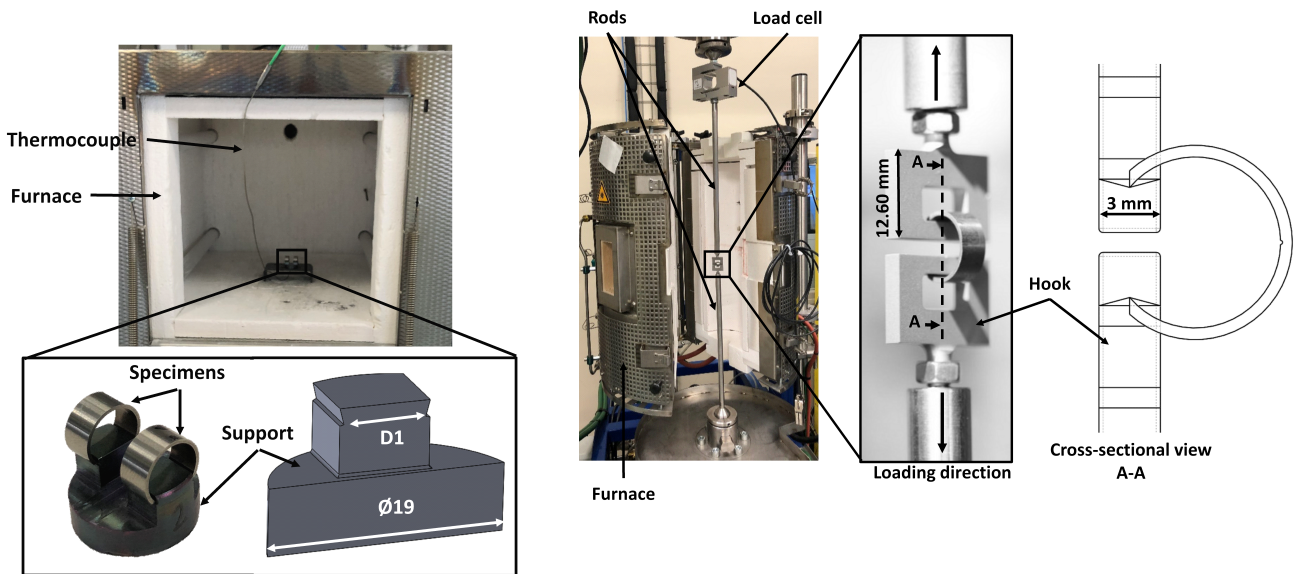 Thermocouple
Furnace
Specimens
Support
D1
Ø19
Rods
Load cell
Furnace
A
12.60 mm
A
Loading direction
Hook
3 mm
Cross-sectional view
A-A